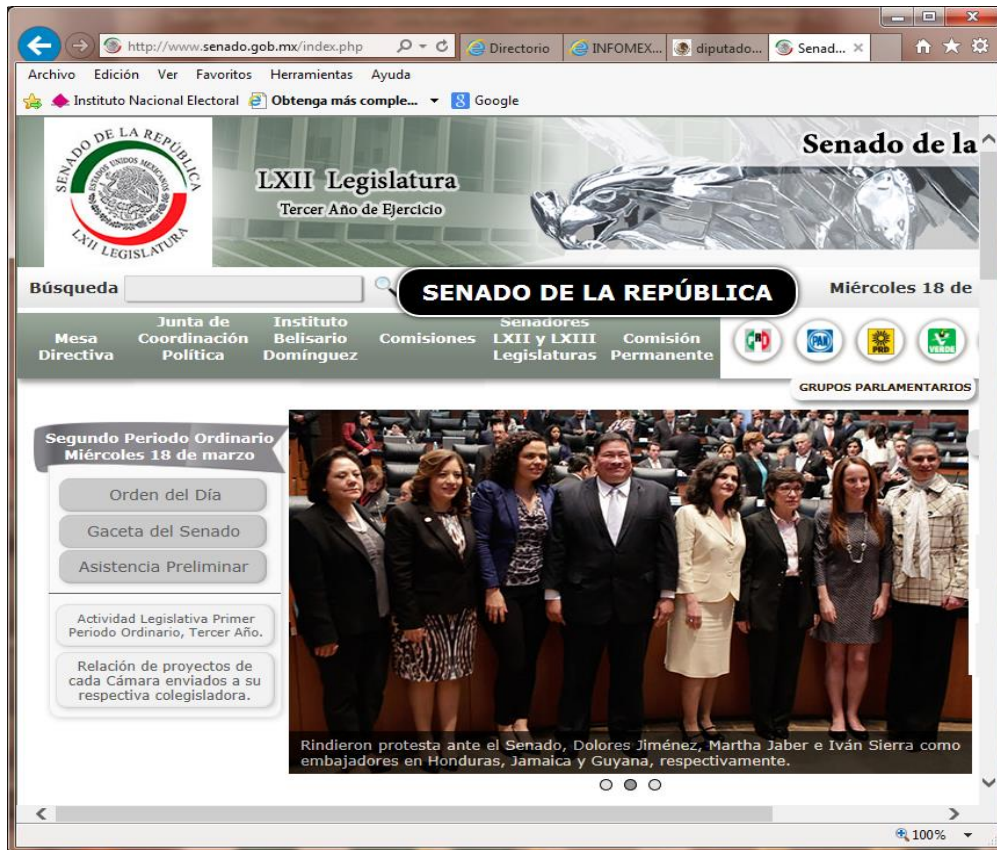 http://www.senado.gob.mx/index.php
Directorio
INFOMEX...
diputado...
Senad...
Archivo Edición Ver Favoritos Herramientas Ayuda
Instituto Nacional Electoral
Obtenga más comple...
Google
SENADO DE LA REPÚBLICA
ESTADOS UNIDOS MEXICANOS
LXII LEGISLATURA
LXII Legislatura
Tercer Año de Ejercicio
Senado de la
Búsqueda
SENADO DE LA REPÚBLICA
Miércoles 18 de
Mesa
Directiva
Junta de
Coordinación
Política
Instituto
Belisario
Domínguez
Comisiones
Senadores
LXII y LXIII
Legislaturas
Comisión
Permanente
PRI
PAN
PRD
VERDE
GRUPOS PARLAMENTARIOS
Segundo Periodo Ordinario
Miércoles 18 de marzo
Orden del Día
Gaceta del Senado
Asistencia Preliminar
Actividad Legislativa Primer
Periodo Ordinario, Tercer Año.
Relación de proyectos de
cada Cámara enviados a su
respectiva colegisladora.
Rindieron protesta ante el Senado, Dolores Jiménez, Martha Jaber e Iván Sierra como
embajadores en Honduras, Jamaica y Guyana, respectivamente.
100%